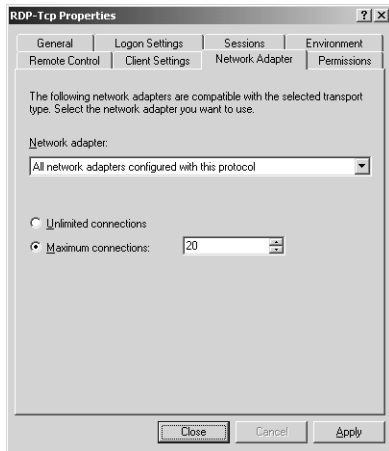 RDP-Tcp Properties
General Logon Settings Sessions Environment
Remote Control Client Settings Network Adapter Permissions
The following network adapters are compatible with the selected transport
type. Select the network adapter you want to use.
Network adapter:
All network adapters configured with this protocol
Unlimited connections
Maximum connections: 20
Close Cancel Apply